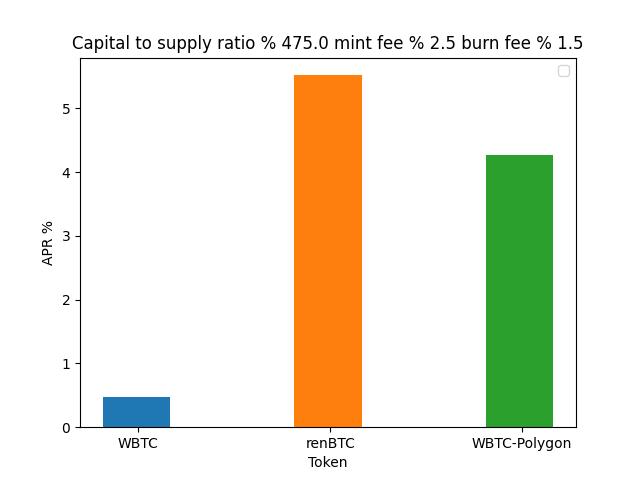 Capital to supply ratio % 475.0 mint fee % 2.5 burn fee % 1.5
APR %
5
4
3
2
1
0
WBTC renBTC WBTC-Polygon
Token